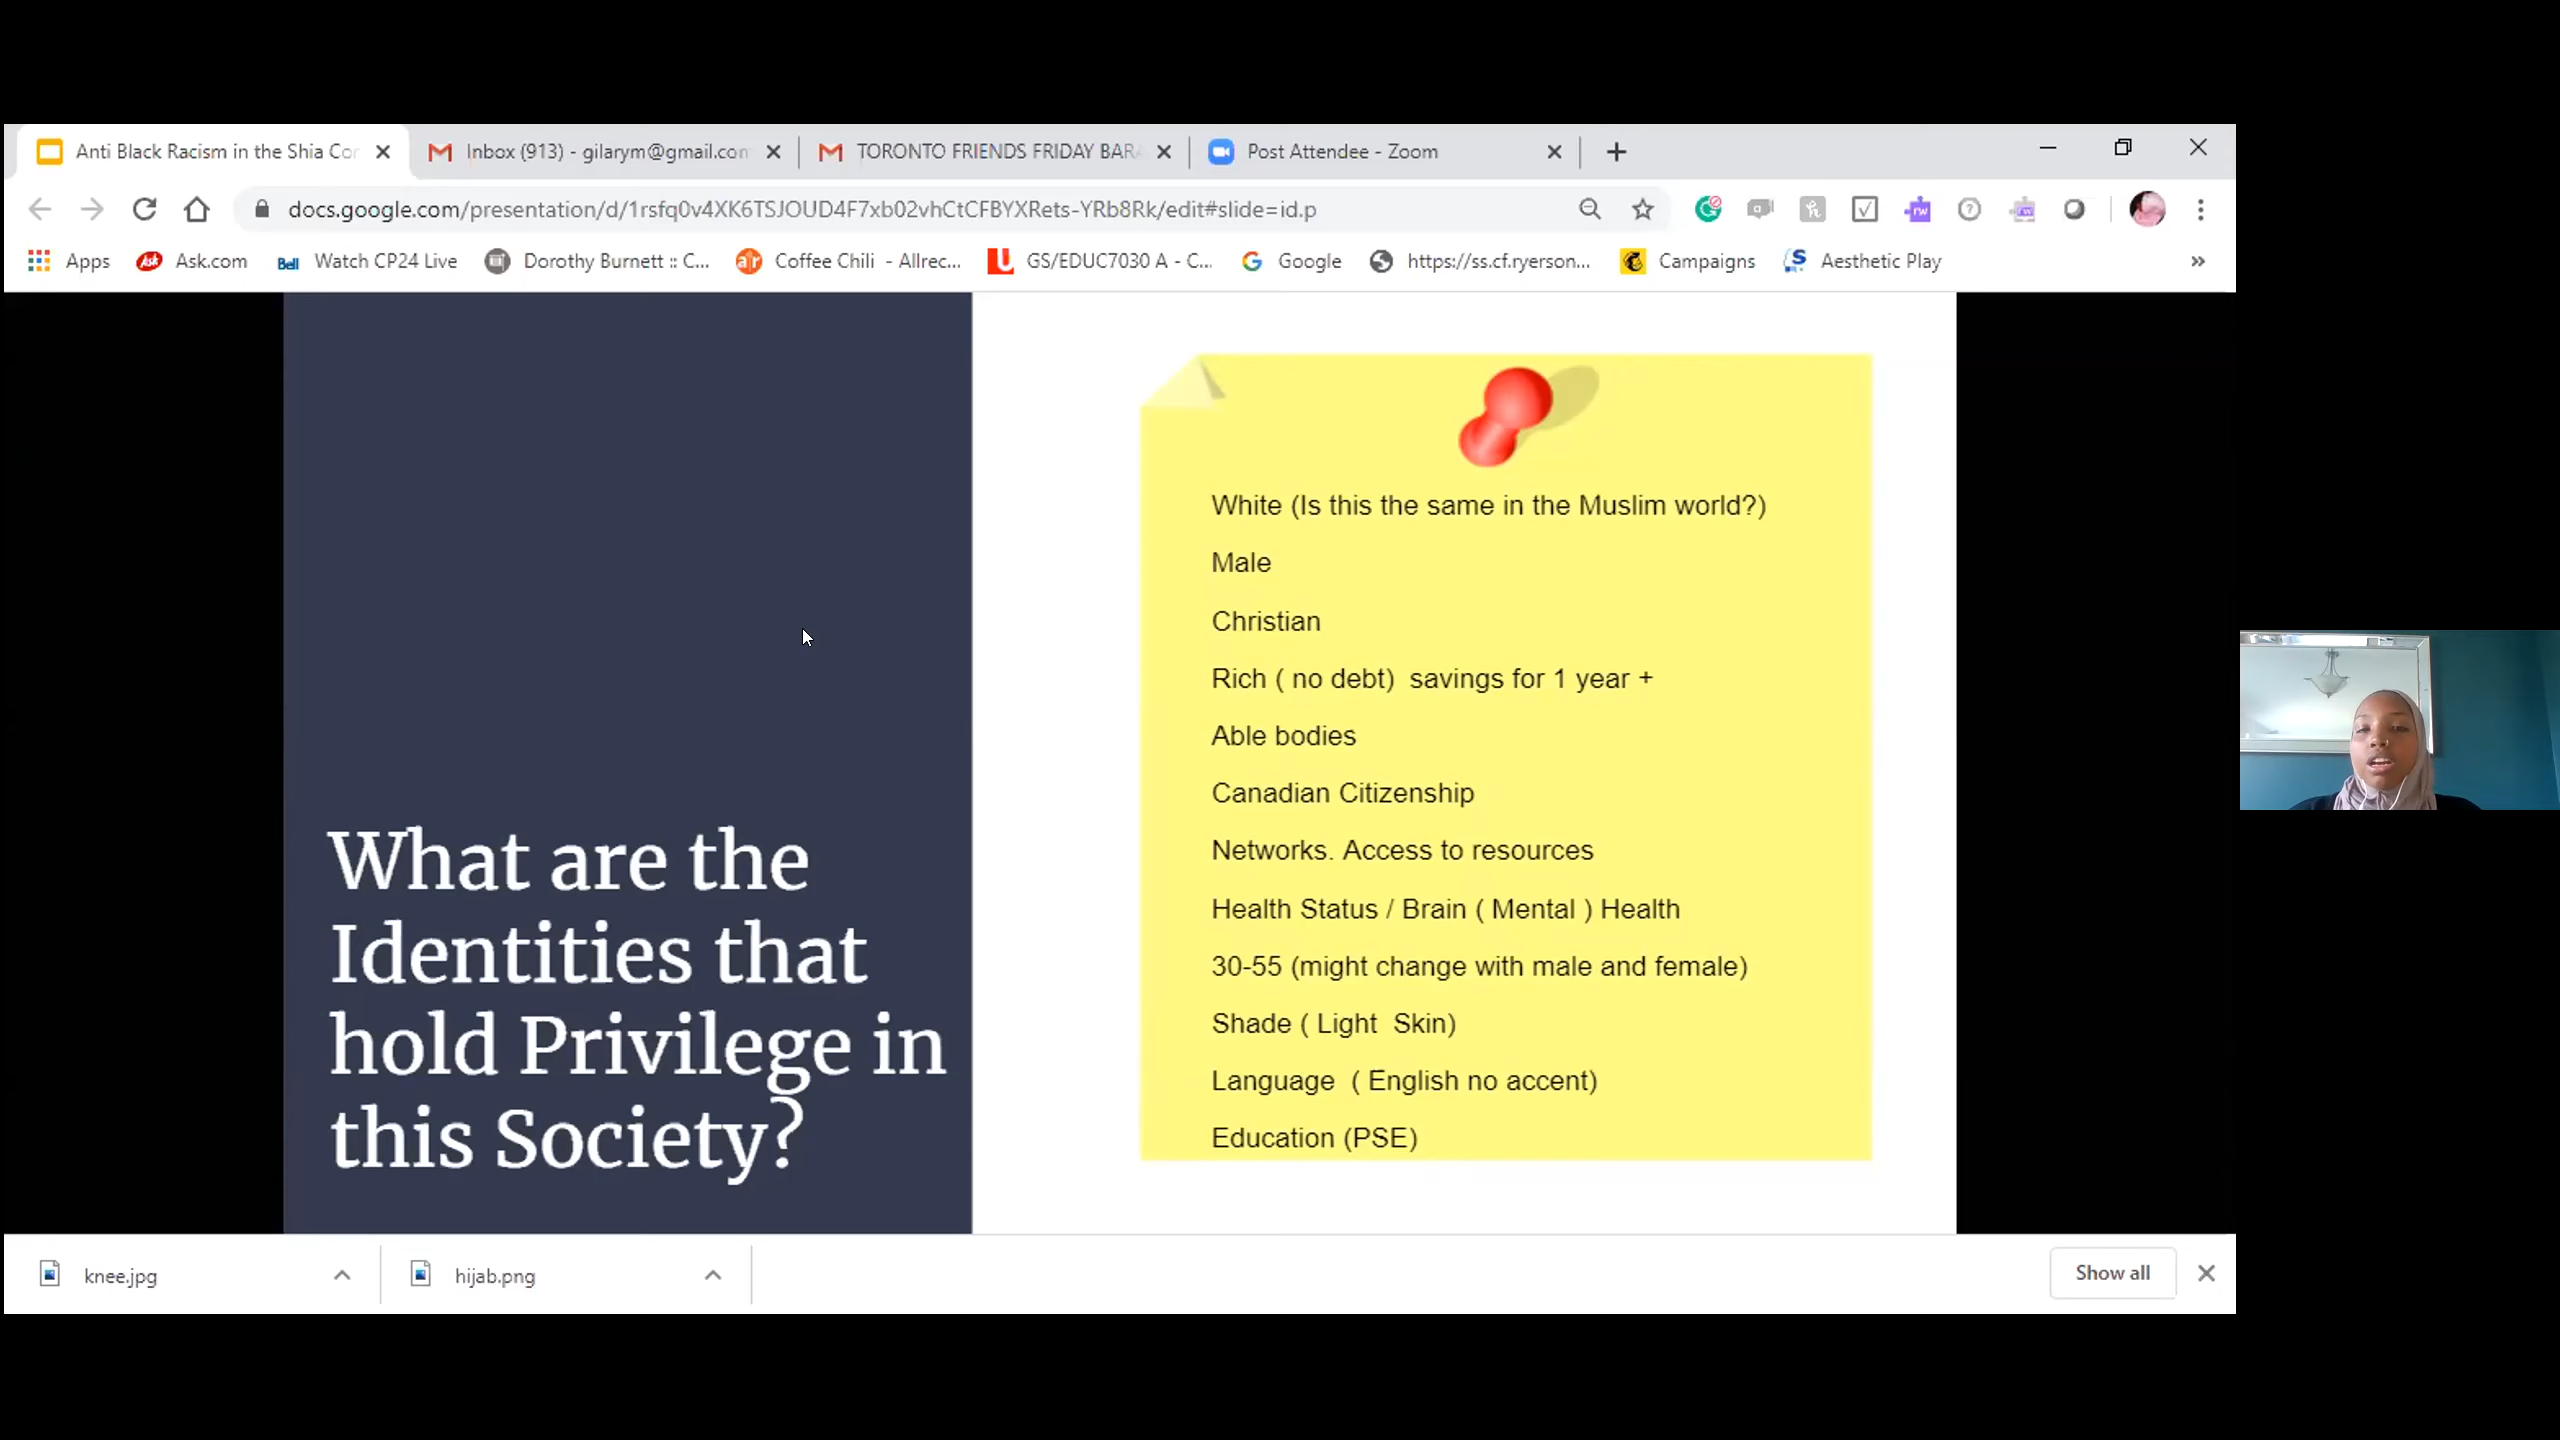 Anti Black Racism in the Shia Co
Inbox (913) - gilarym@gmail.con
TORONTO FRIENDS FRIDAY BAR
Post Attendee - Zoom
docs.google.com/presentation/d/1rsfq0v4XK6TSJOUD4F7xb02vhCtCFBYXRets-YRb8Rk/edit#slide=id.p
Apps
Ask
Ask.com
Bell
Watch CP24 Live
Dorothy Burnett :: C...
ar
Coffee Chili - Allrec...
GS/EDUC7030 A - C...
Google
https://ss.cf.ryerson...
Campaigns
Aesthetic Play
What are the
Identities that
hold Privilege in
this Society?
White (Is this the same in the Muslim world?)
Male
Christian
Rich ( no debt) savings for 1 year +
Able bodies
Canadian Citizenship
Networks. Access to resources
Health Status / Brain ( Mental ) Health
30-55 (might change with male and female)
Shade ( Light Skin)
Language ( English no accent)
Education (PSE)
knee.jpg
hijab.png
Show all